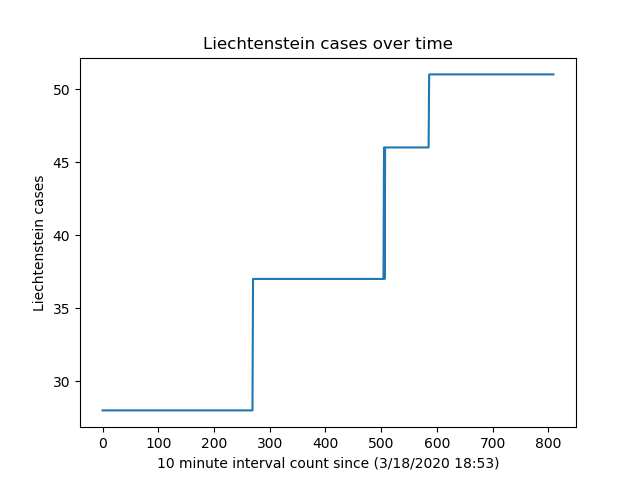 Liechtenstein cases over time
Liechtenstein cases
50
45
40
35
30
0 100 200 300 400 500 600 700 800
10 minute interval count since (3/18/2020 18:53)